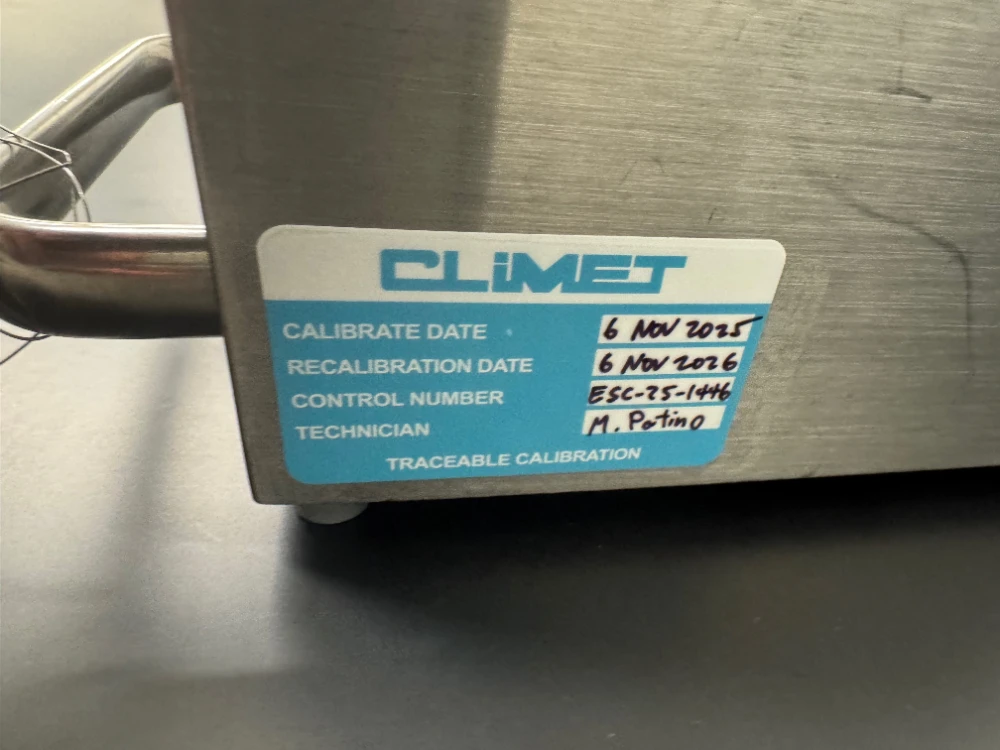 CLiMET
CALIBRATE DATE 6 NOV 2025
RECALIBRATION DATE 6 NOV 2026
CONTROL NUMBER ESC-25-1446
TECHNICIAN M. Patino
TRACEABLE CALIBRATION